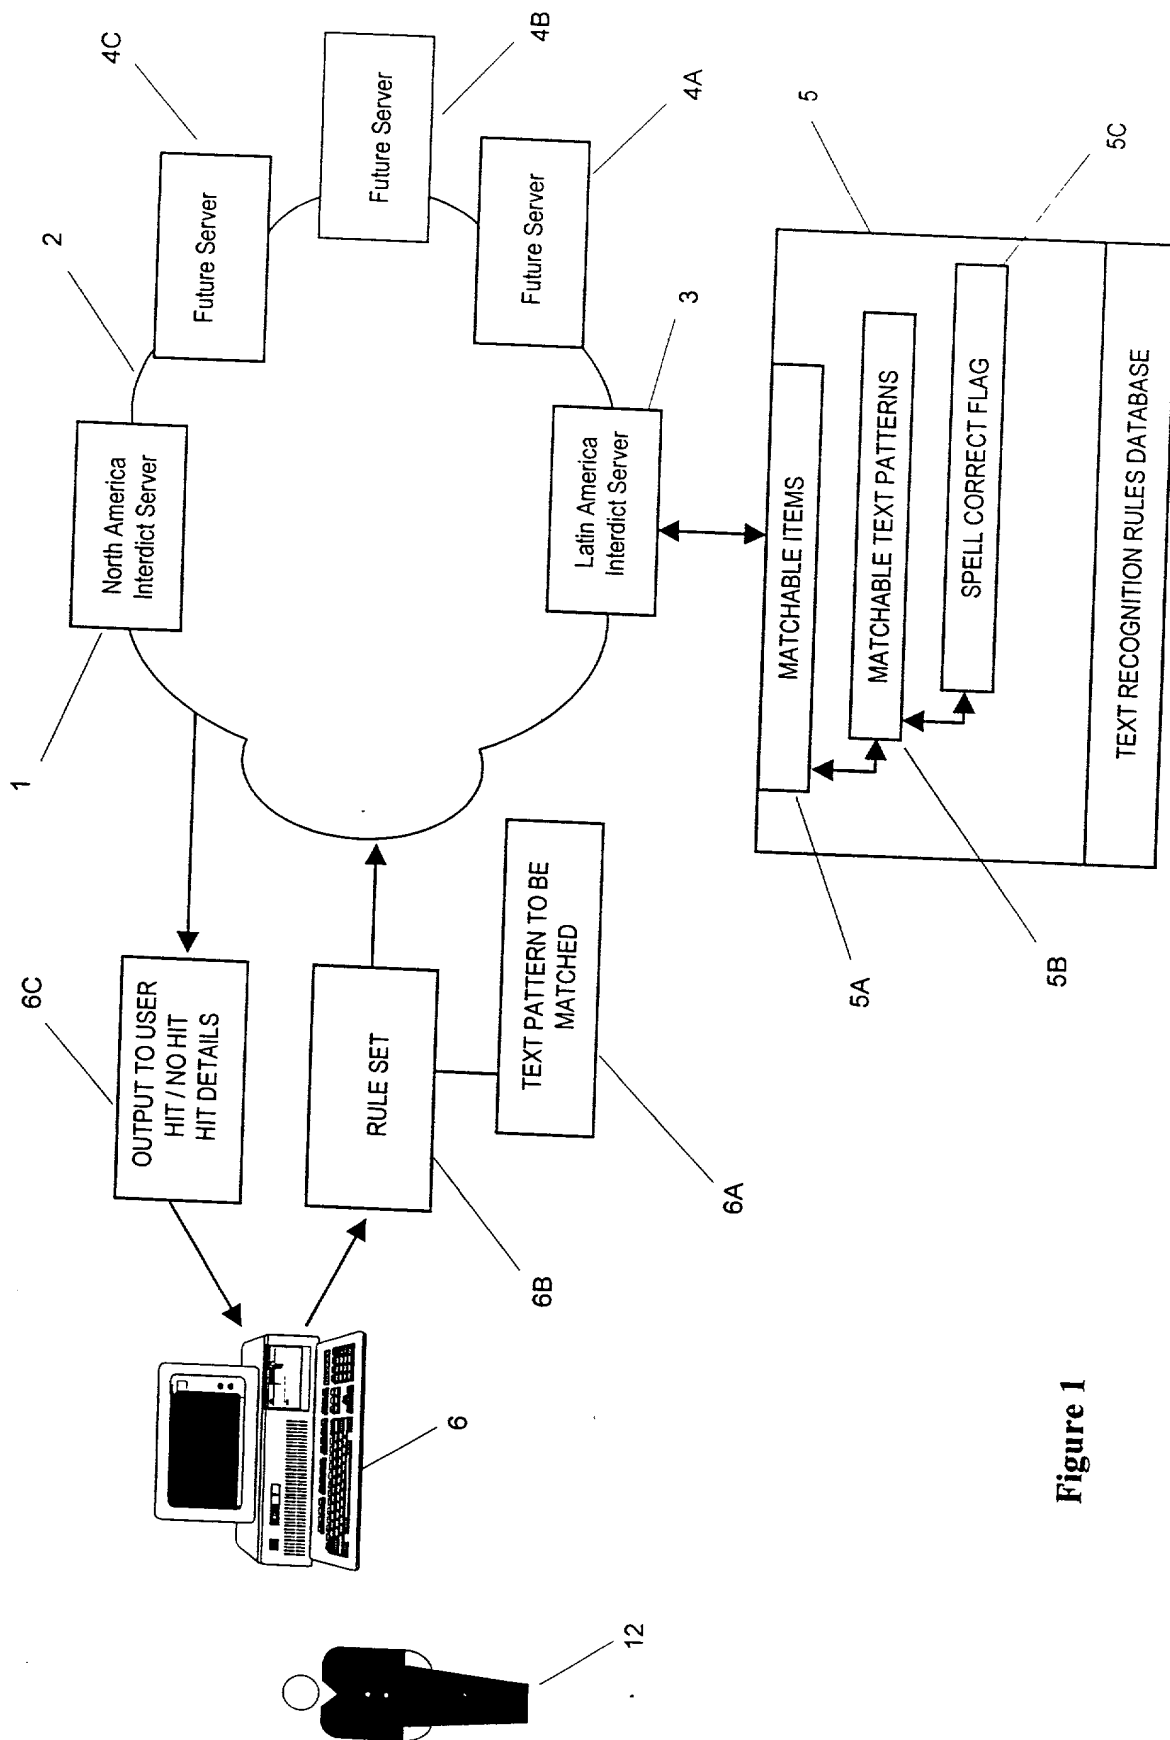 4C
4B
4A
2
Future Server
Future Server
Future Server
1
North America
Interdict Server
3
Latin America
Interdict Server
6C
OUTPUT TO USER
HIT / NO HIT
HIT DETAILS
RULE SET
6B
TEXT PATTERN TO BE
MATCHED
6A
5
5C
MATCHABLE ITEMS
MATCHABLE TEXT PATTERNS
SPELL CORRECT FLAG
TEXT RECOGNITION RULES DATABASE
5A
5B
6
12
Figure 1